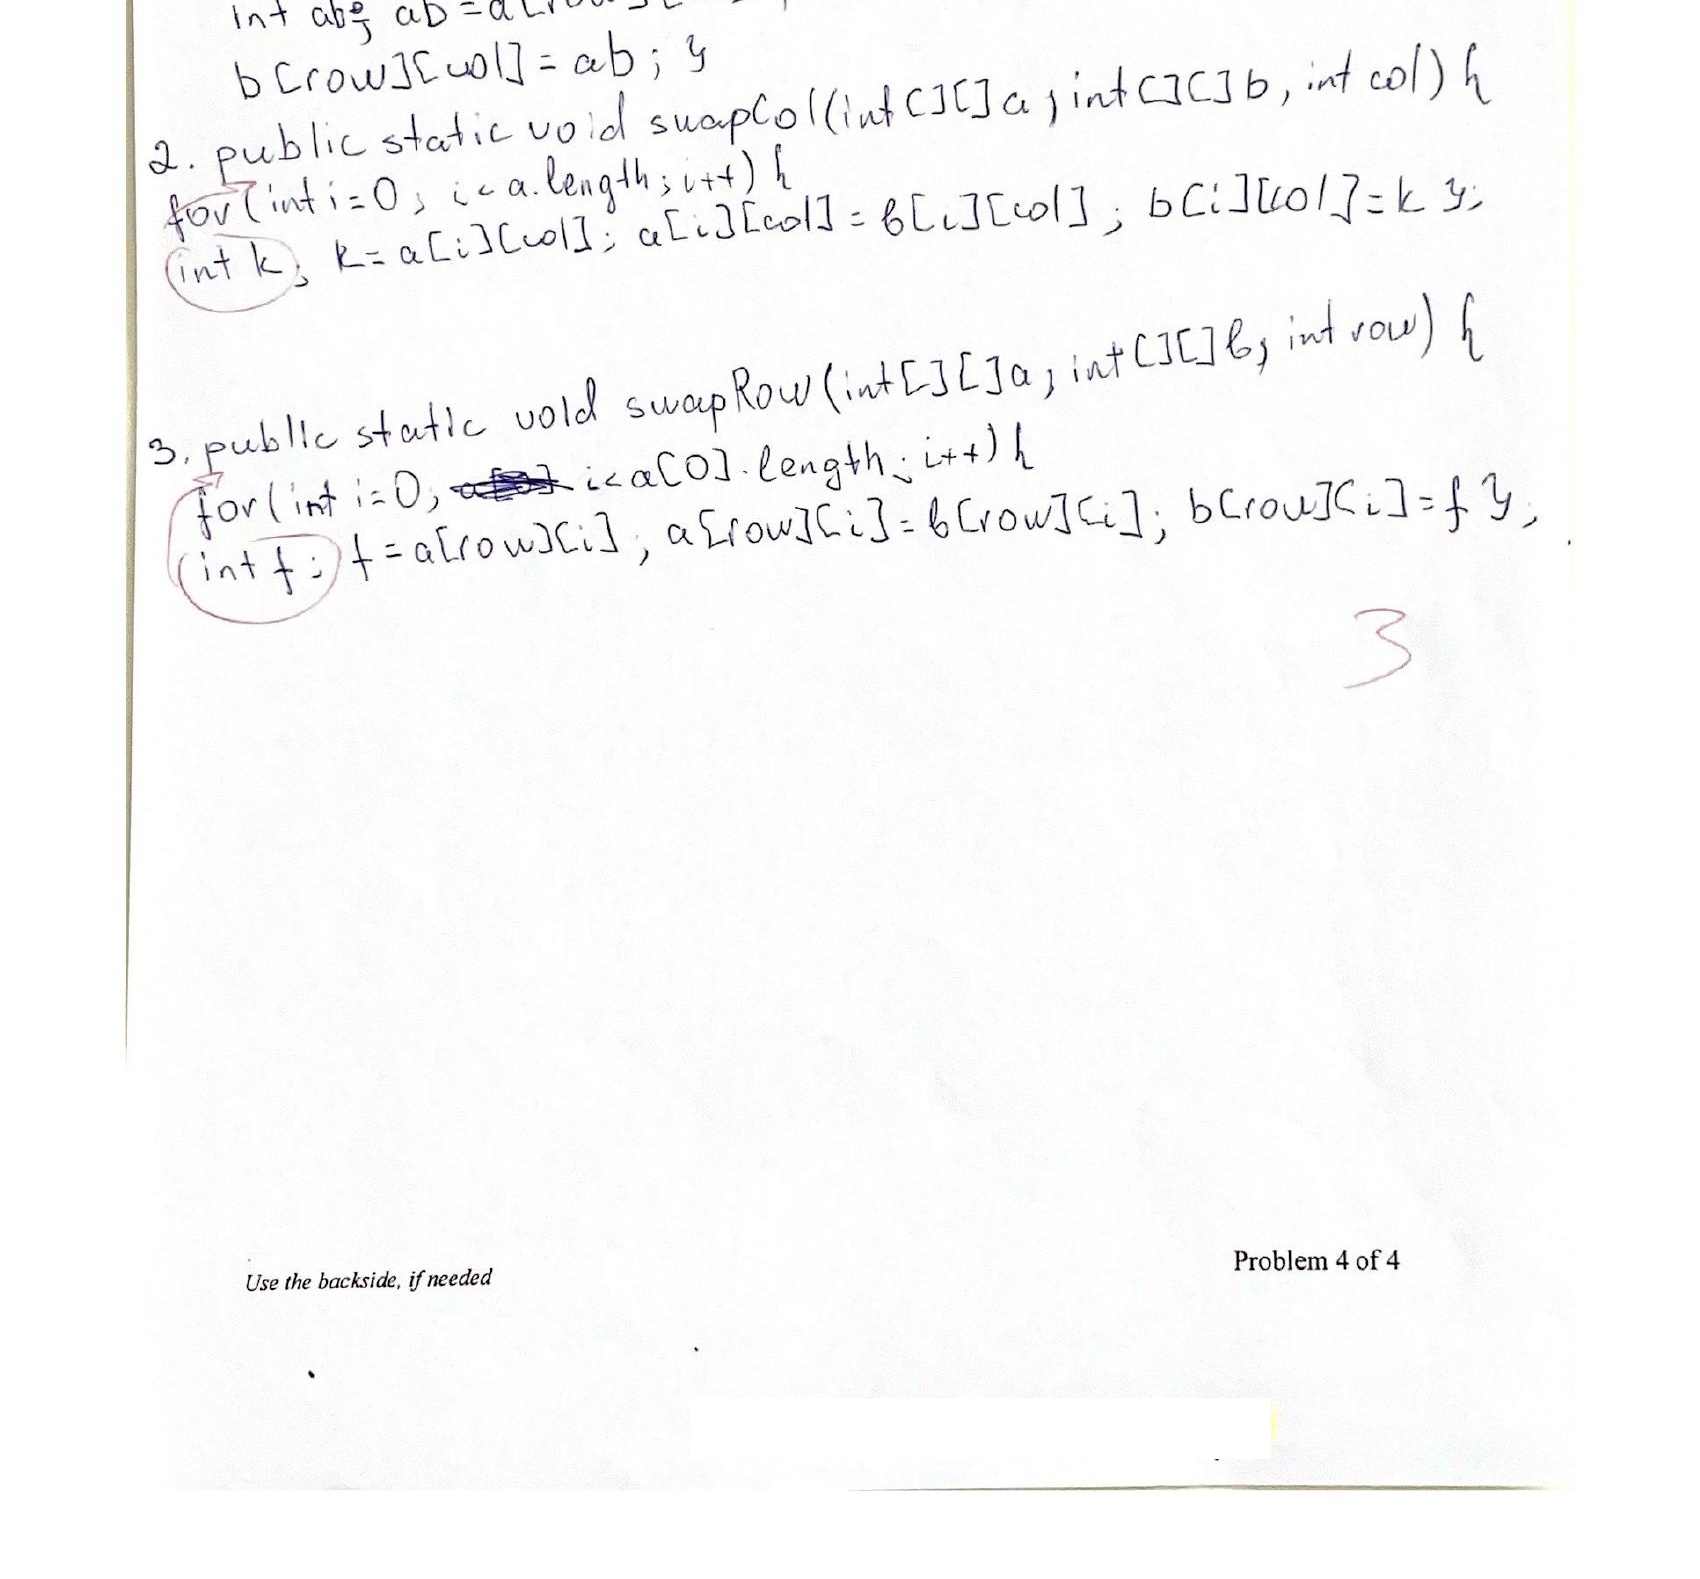 int ab; ab = a[row]
b[row][col] = ab; }
2. public static void swapCol(int[][] a, int[][] b, int col) {
for(int i=0; i<a.length; i++) {
int k; k = a[i][col]; a[i][col] = b[i][col]; b[i][col] = k };
3. public static void swapRow(int[][] a, int[][] b, int row) {
for(int i=0; i<a[0].length; i++) {
int f; f = a[row][i]; a[row][i] = b[row][i]; b[row][i] = f };
3
Use the backside, if needed
Problem 4 of 4